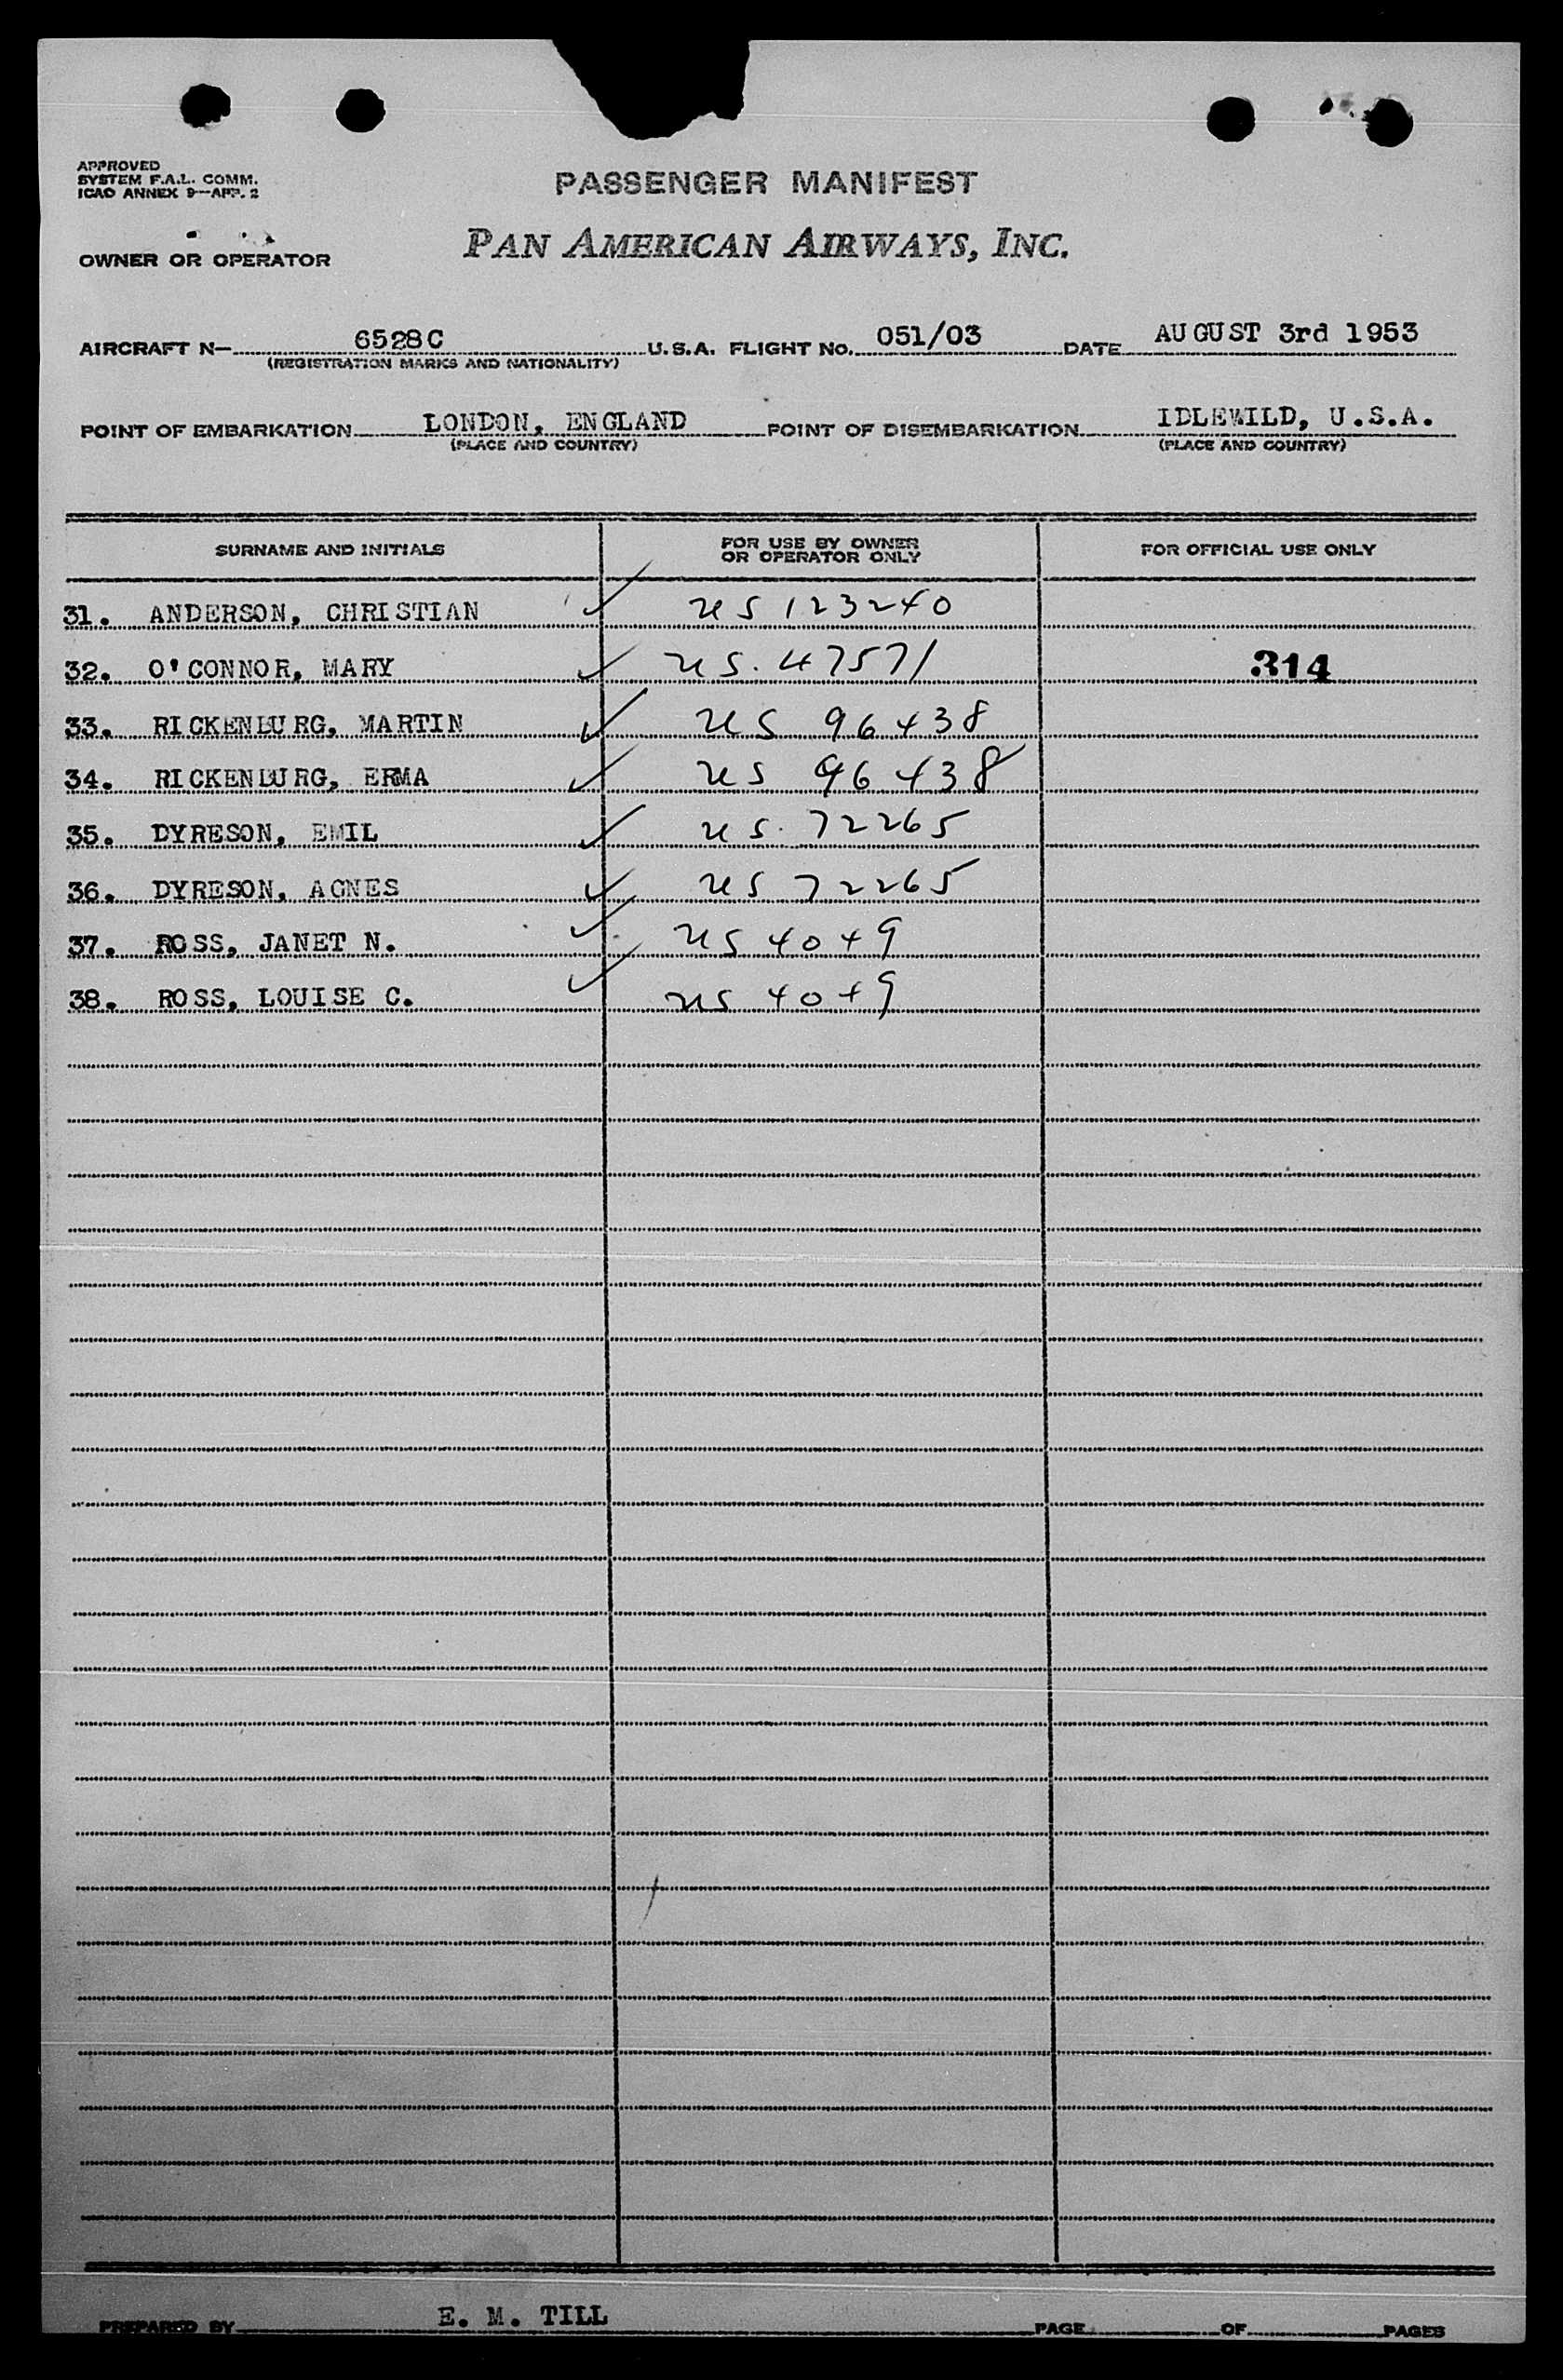 APPROVED
SYSTEM F.A.L. COMM.
ICAO ANNEX 9—APP. 2
PASSENGER MANIFEST
OWNER OR OPERATOR PAN AMERICAN AIRWAYS, INC.
AIRCRAFT N— 6528C U.S.A. FLIGHT NO. 051/03 DATE AUGUST 3rd 1953
(REGISTRATION MARKS AND NATIONALITY)
POINT OF EMBARKATION LONDON, ENGLAND POINT OF DISEMBARKATION IDLEWILD, U.S.A.
(PLACE AND COUNTRY) (PLACE AND COUNTRY)
SURNAME AND INITIALS FOR USE BY OWNER OR OPERATOR ONLY FOR OFFICIAL USE ONLY
31. ANDERSON, CHRISTIAN ✓ US 123240
32. O'CONNOR, MARY ✓ US. 47571 314
33. RICKENBURG, MARTIN ✓ US 96438
34. RICKENBURG, ERMA ✓ US 96438
35. DYRESON, EMIL ✓ US. 72265
36. DYRESON, AGNES ✓ US 72265
37. ROSS, JANET N. ✓ US 4049
38. ROSS, LOUISE C. ✓ US 4049
PREPARED BY E. M. TILL PAGE OF PAGES